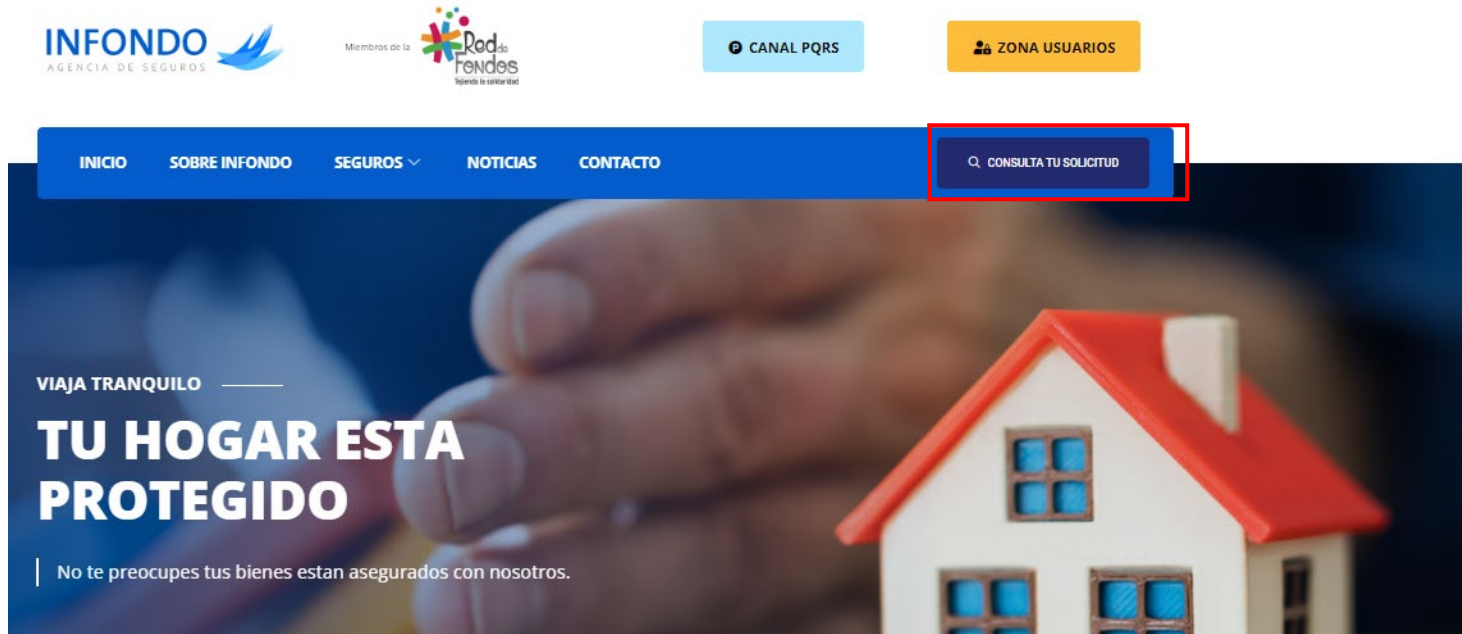 INFONDO
AGENCIA DE SEGUROS
Miembros de la
Red de
FONDOS
Tejiendo la solidaridad
CANAL PQRS
ZONA USUARIOS
INICIO SOBRE INFONDO SEGUROS NOTICIAS CONTACTO CONSULTA TU SOLICITUD
VIAJA TRANQUILO
TU HOGAR ESTA
PROTEGIDO
No te preocupes tus bienes estan asegurados con nosotros.